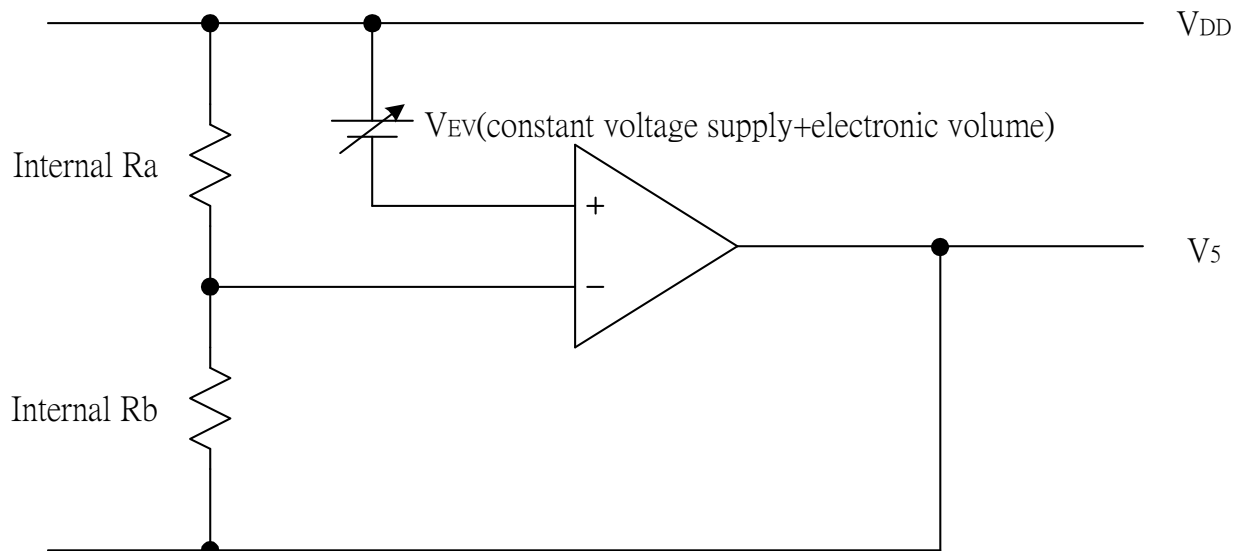 VDD
VEV(constant voltage supply+electronic volume)
Internal Ra
+
V5
−
Internal Rb